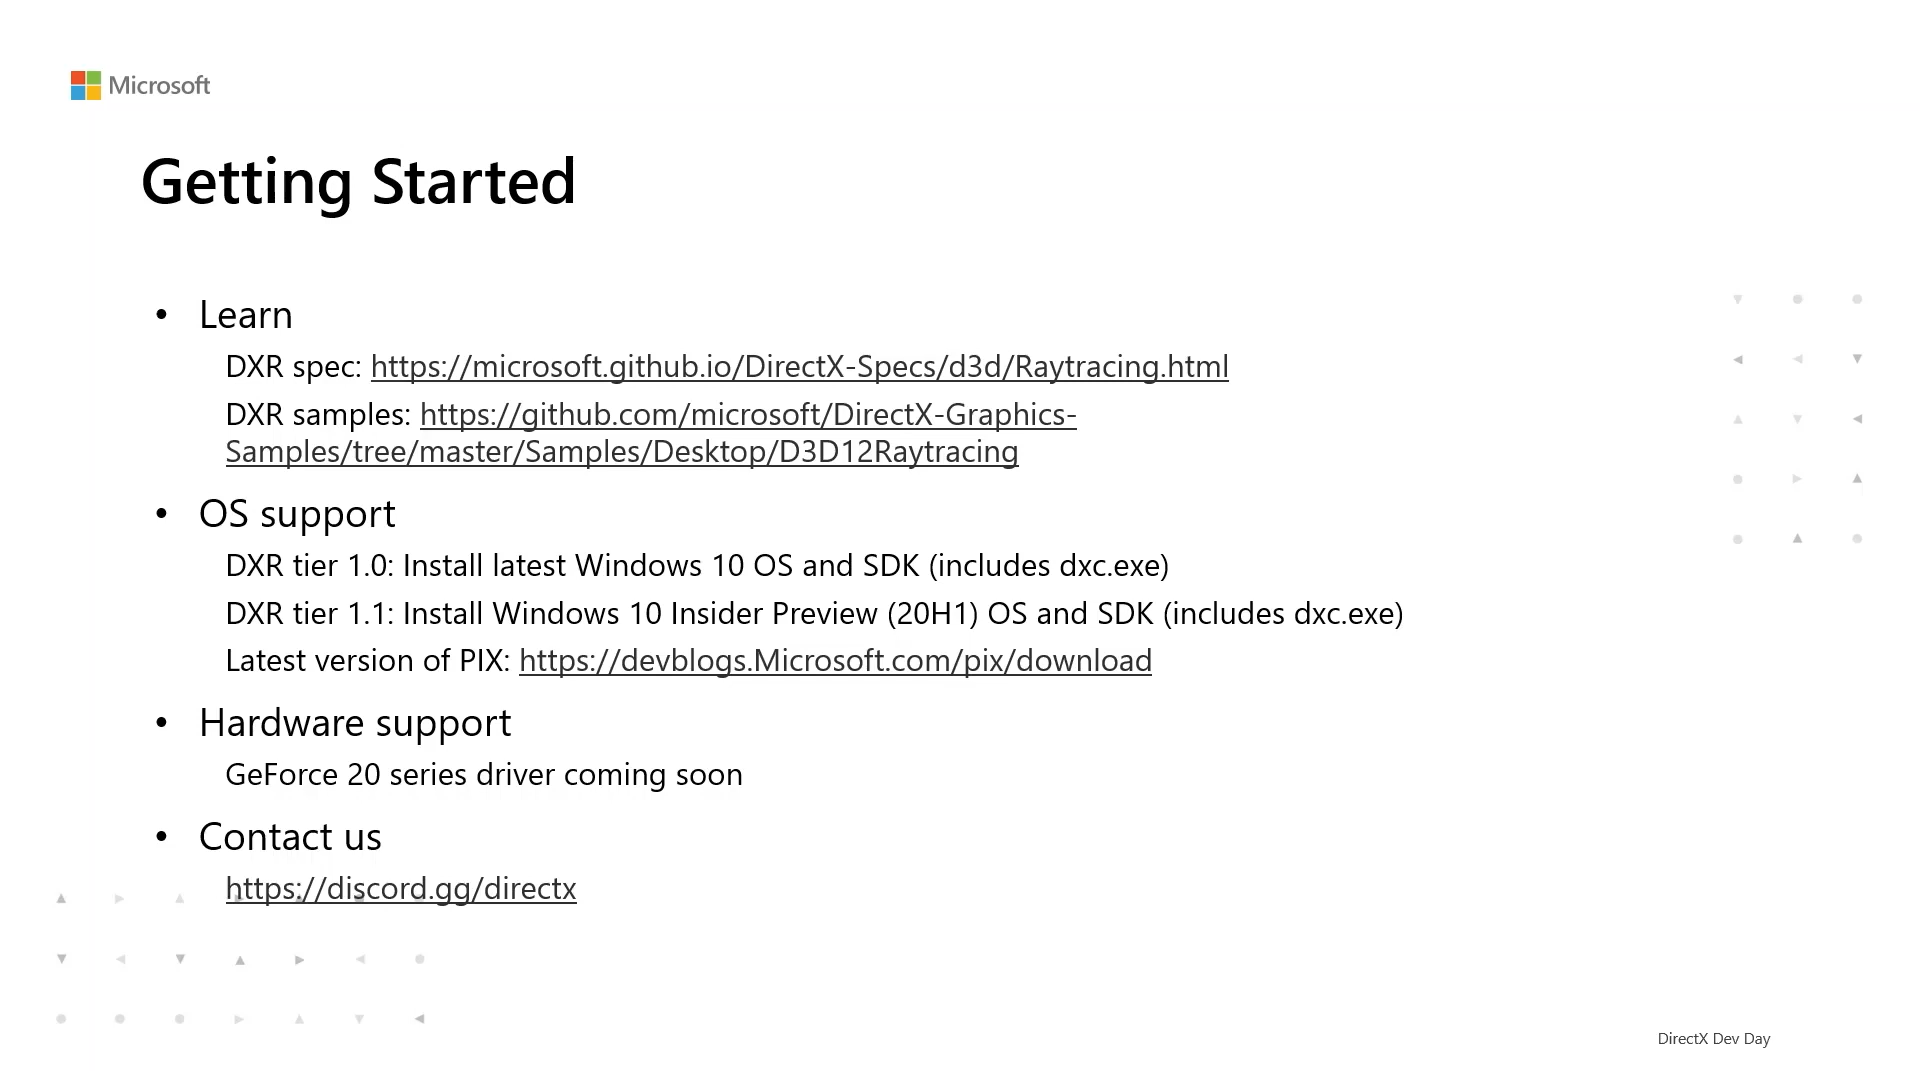 Microsoft
Getting Started
• Learn
DXR spec: https://microsoft.github.io/DirectX-Specs/d3d/Raytracing.html
DXR samples: https://github.com/microsoft/DirectX-Graphics-
Samples/tree/master/Samples/Desktop/D3D12Raytracing
• OS support
DXR tier 1.0: Install latest Windows 10 OS and SDK (includes dxc.exe)
DXR tier 1.1: Install Windows 10 Insider Preview (20H1) OS and SDK (includes dxc.exe)
Latest version of PIX: https://devblogs.Microsoft.com/pix/download
• Hardware support
GeForce 20 series driver coming soon
• Contact us
https://discord.gg/directx
DirectX Dev Day